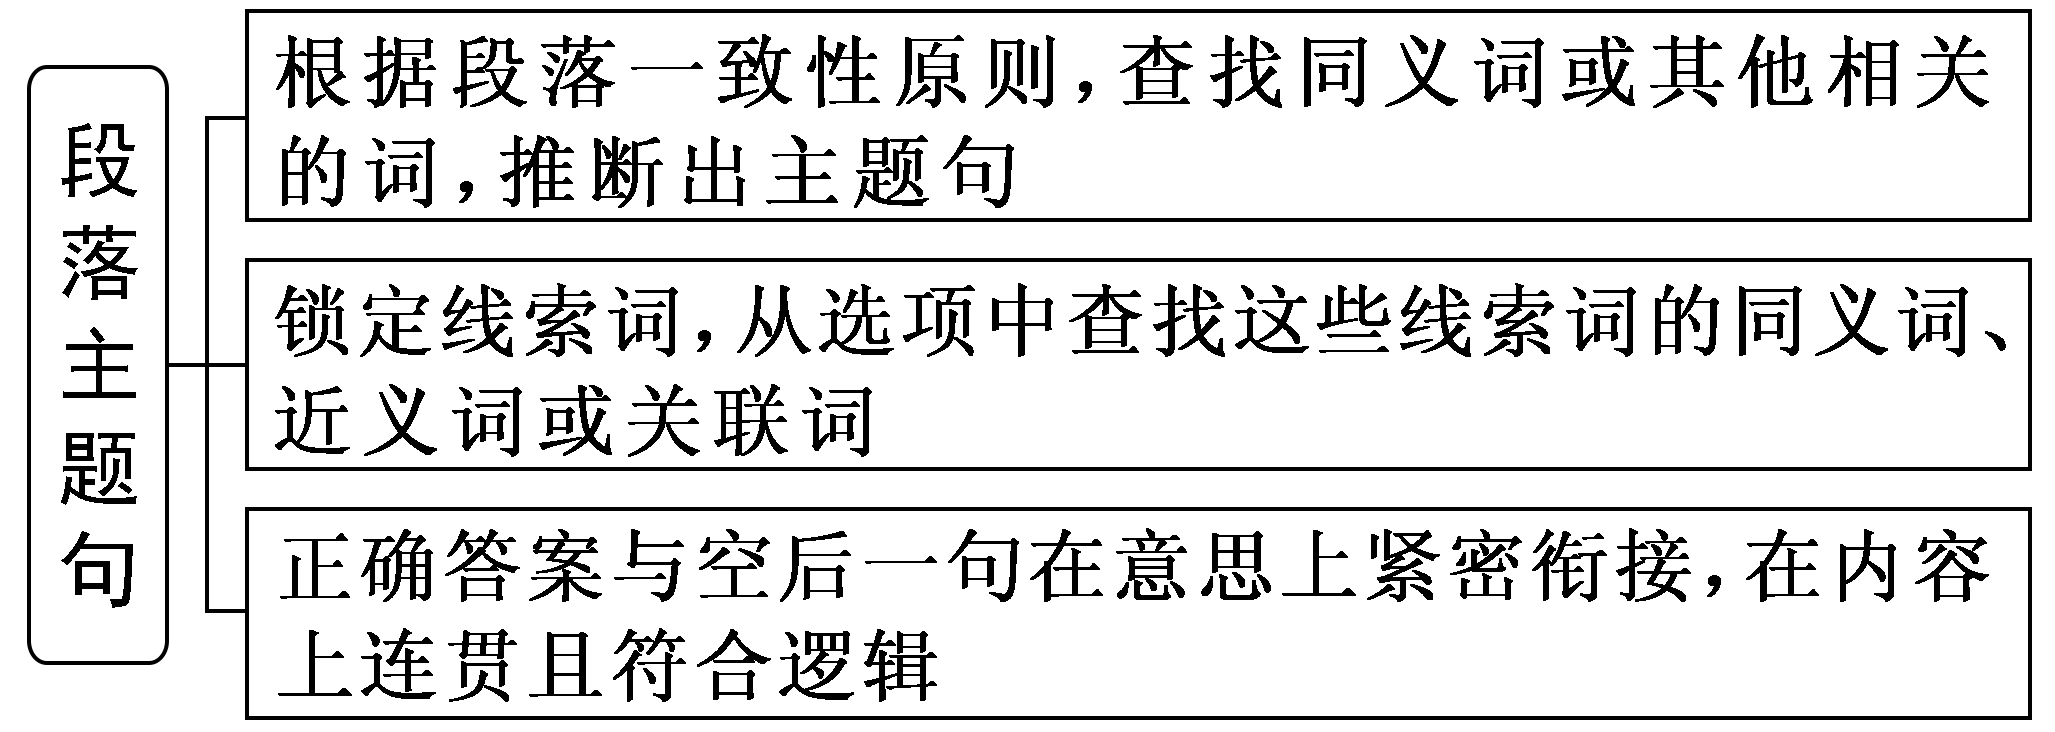 段落主题句
根据段落一致性原则，查找同义词或其他相关
的词，推断出主题句
锁定线索词，从选项中查找这些线索词的同义词、
近义词或关联词
正确答案与空后一句在意思上紧密衔接，在内容
上连贯且符合逻辑